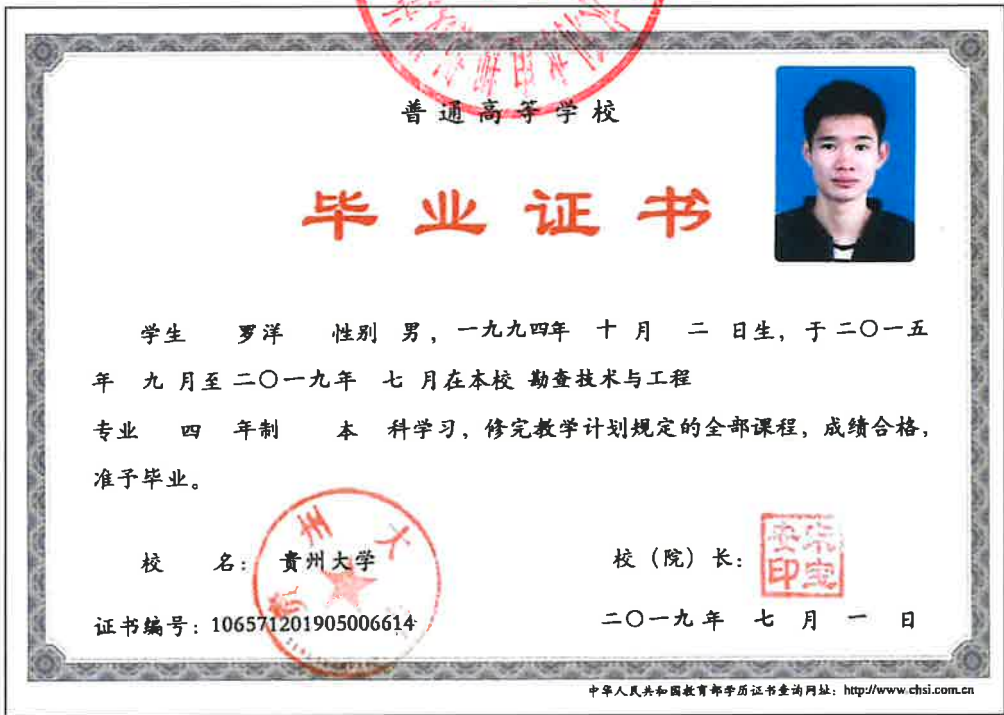 普通高等学校
毕业证书
学生 罗洋 性别 男，一九九四年 十 月 二 日生，于二〇一五
年 九 月至二〇一九年 七 月在本校 勘查技术与工程
专业 四 年制 本 科学习，修完教学计划规定的全部课程，成绩合格，
准予毕业。
校 名：贵州大学
校（院）长：
证书编号：106571201905006614
二〇一九年 七 月 一 日
中华人民共和国教育部学历证书查询网址：http://www.chsi.com.cn